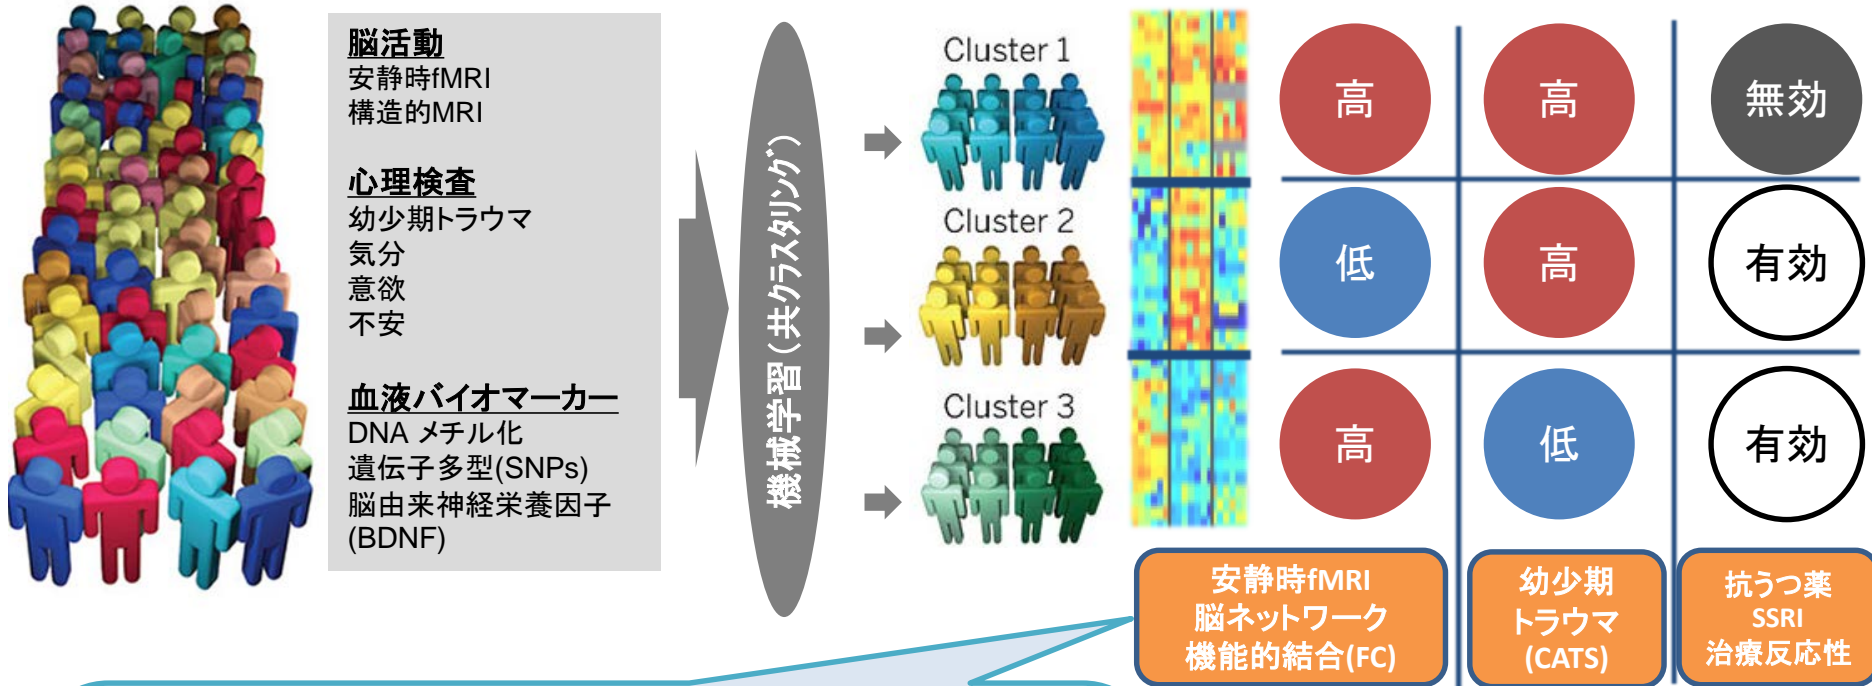 脳活動
安静時fMRI
構造的MRI
心理検査
幼少期トラウマ
気分
意欲
不安
血液バイオマーカー
DNA メチル化
遺伝子多型(SNPs)
脳由来神経栄養因子
(BDNF)
機械学習(共クラスタリング)
Cluster 1
高
高
無効
Cluster 2
低
高
有効
Cluster 3
高
低
有効
安静時fMRI
脳ネットワーク
機能的結合(FC)
幼少期
トラウマ
(CATS)
抗うつ薬
SSRI
治療反応性